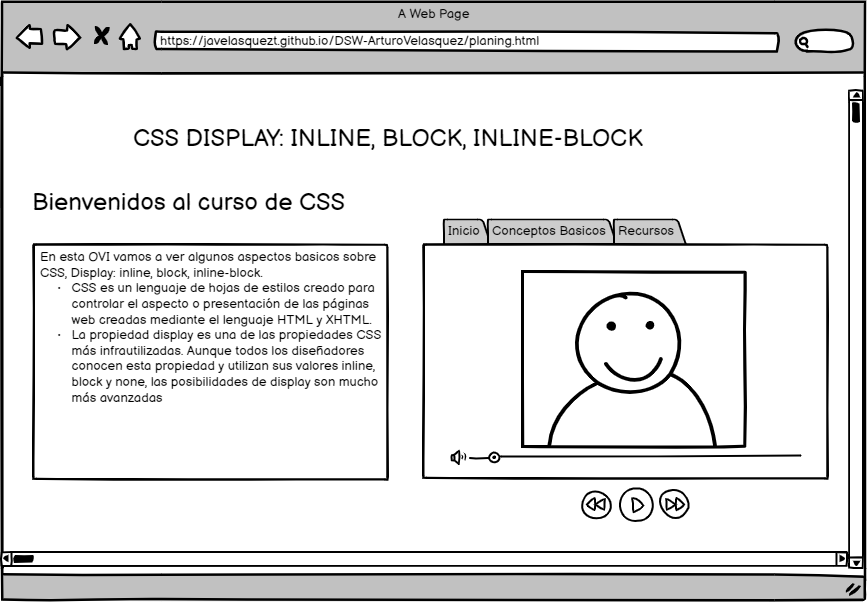 A Web Page
https://javelasquezt.github.io/DSW-ArturoVelasquez/planing.html
CSS DISPLAY: INLINE, BLOCK, INLINE-BLOCK
Bienvenidos al curso de CSS
Inicio
Conceptos Basicos
Recursos
En esta OVI vamos a ver algunos aspectos basicos sobre
CSS, Display: inline, block, inline-block.
• CSS es un lenguaje de hojas de estilos creado para
controlar el aspecto o presentación de las páginas
web creadas mediante el lenguaje HTML y XHTML.
• La propiedad display es una de las propiedades CSS
más infrautilizadas. Aunque todos los diseñadores
conocen esta propiedad y utilizan sus valores inline,
block y none, las posibilidades de display son mucho
más avanzadas